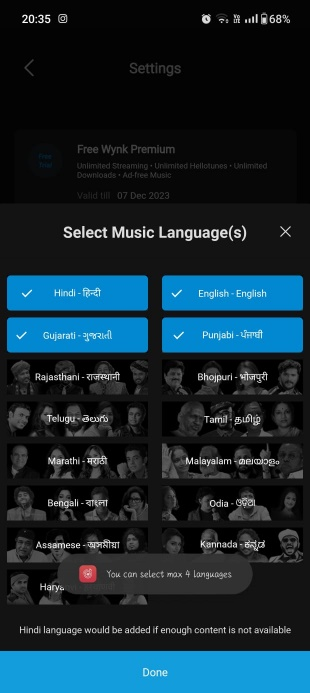 20:35 68%
Settings
Free Wynk Premium
Unlimited Streaming • Unlimited Hellotunes • Unlimited
Downloads • Ad-free Music
Valid till 07 Dec 2023
Select Music Language(s)
Hindi - हिन्दी English - English
Gujarati - ગુજરાતી Punjabi - ਪੰਜਾਬੀ
Rajasthani - राजस्थानी Bhojpuri - भोजपुरी
Telugu - తెలుగు Tamil - தமிழ்
Marathi - मराठी Malayalam - മലയാളം
Bengali - বাংলা Odia - ଓଡ଼ିଆ
Assamese - অসমীয়া Kannada - ಕನ್ನಡ
You can select max 4 languages
Hindi language would be added if enough content is not available
Done